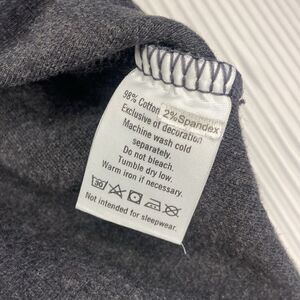 98% Cotton 2%Spandex
Exclusive of decoration
Machine wash cold
separately.
Do not bleach.
Tumble dry low.
Warm iron if necessary.
Not intended for sleepwear.